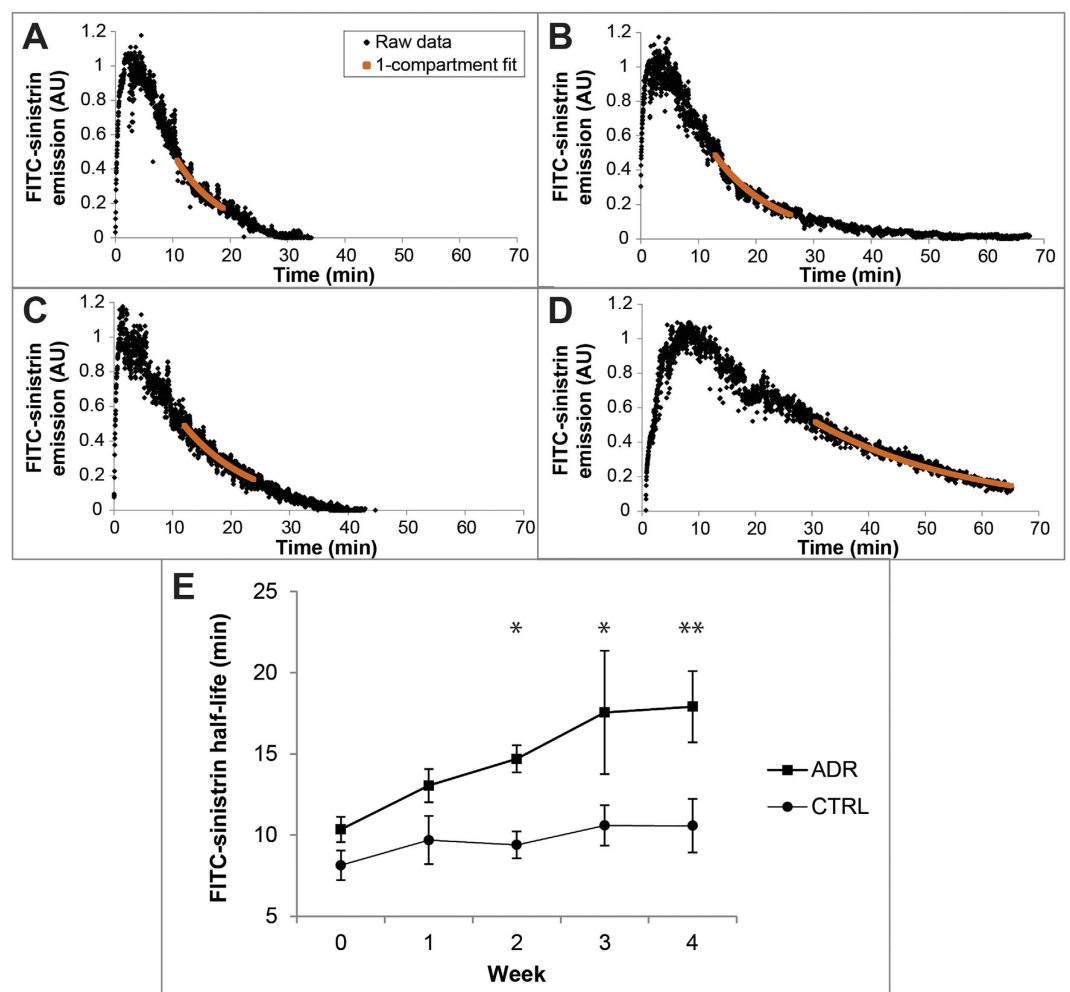 A
1.2
1
0.8
0.6
0.4
0.2
0
FITC-sinistrin
emission (AU)
Raw data
1-compartment fit
0 10 20 30 40 50 60 70
Time (min)
B
1.2
1
0.8
0.6
0.4
0.2
0
FITC-sinistrin
emission (AU)
0 10 20 30 40 50 60 70
Time (min)
C
1.2
1
0.8
0.6
0.4
0.2
0
FITC-sinistrin
emission (AU)
0 10 20 30 40 50 60 70
Time (min)
D
1.2
1
0.8
0.6
0.4
0.2
0
FITC-sinistrin
emission (AU)
0 10 20 30 40 50 60 70
Time (min)
E
25
20
15
10
5
FITC-sinistrin half-life (min)
* * **
ADR
CTRL
0 1 2 3 4
Week